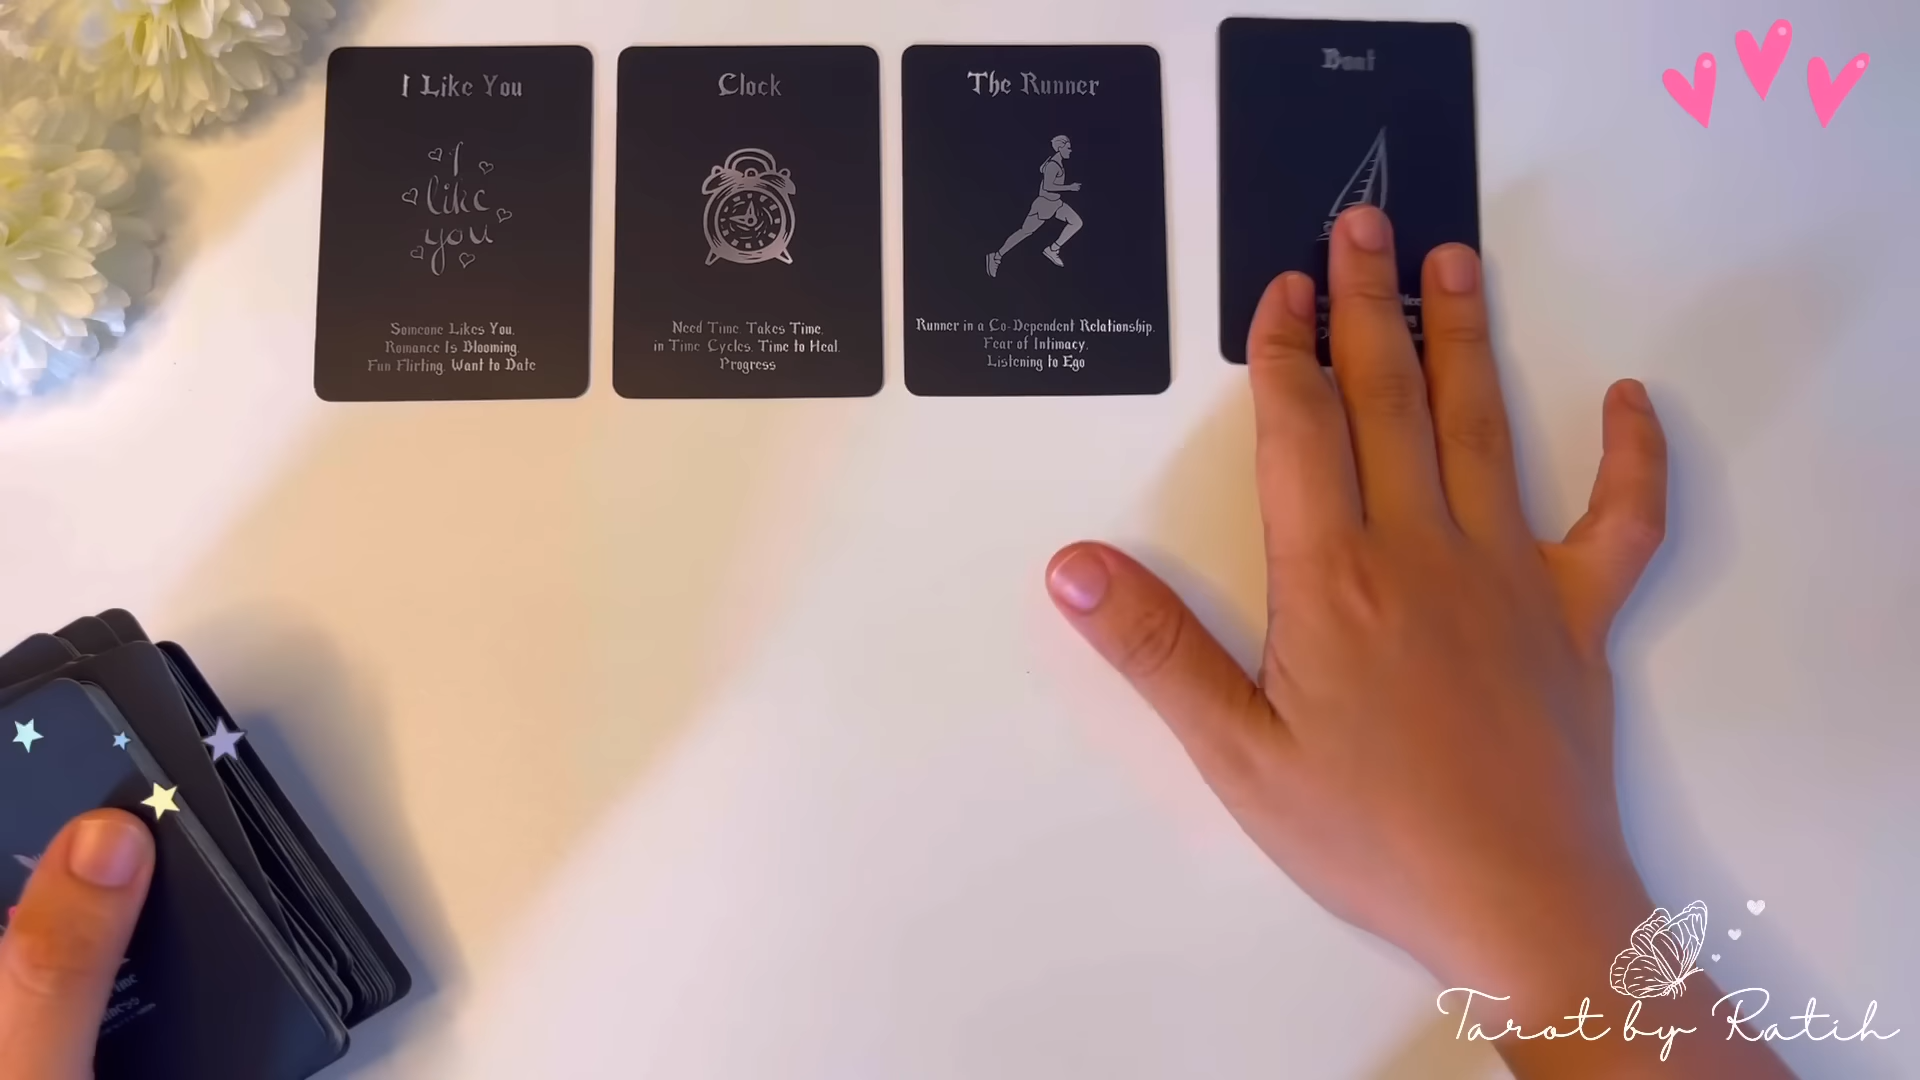 I Like You
I
like
you
Someone Likes You.
Romance Is Blooming.
Fun Flirting. Want to Date
Clock
Need Time. Takes Time.
in Time Cycles. Time to Heal.
Progress
The Runner
Runner in a Co-Dependent Relationship.
Fear of Intimacy.
Listening to Ego
Boat
Tarot by Ratih